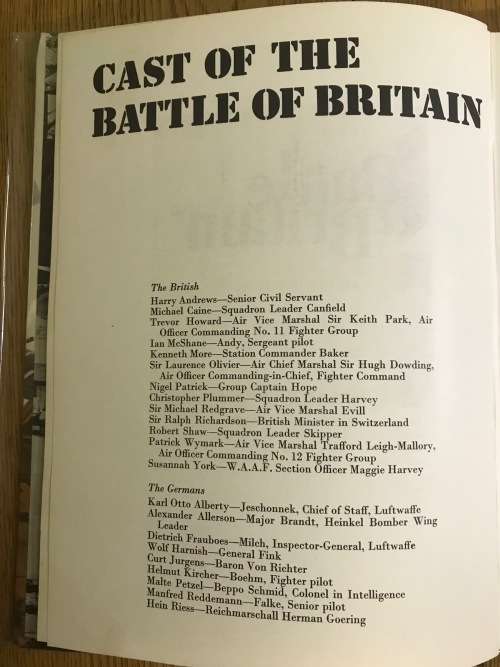 CAST OF THE
BATTLE OF BRITAIN
The British
Harry Andrews—Senior Civil Servant
Michael Caine—Squadron Leader Canfield
Trevor Howard—Air Vice Marshal Sir Keith Park, Air
Officer Commanding No. 11 Fighter Group
Ian McShane—Andy, Sergeant pilot
Kenneth More—Station Commander Baker
Sir Laurence Olivier—Air Chief Marshal Sir Hugh Dowding,
Air Officer Commanding-in-Chief, Fighter Command
Nigel Patrick—Group Captain Hope
Christopher Plummer—Squadron Leader Harvey
Sir Michael Redgrave—Air Vice Marshal Evill
Sir Ralph Richardson—British Minister in Switzerland
Robert Shaw—Squadron Leader Skipper
Patrick Wymark—Air Vice Marshal Trafford Leigh-Mallory,
Air Officer Commanding No. 12 Fighter Group
Susannah York—W.A.A.F. Section Officer Maggie Harvey
The Germans
Karl Otto Alberty—Jeschonnek, Chief of Staff, Luftwaffe
Alexander Allerson—Major Brandt, Heinkel Bomber Wing
Leader
Dietrich Frauboes—Milch, Inspector-General, Luftwaffe
Wolf Harnish—General Fink
Curt Jurgens—Baron Von Richter
Helmut Kircher—Boehm, Fighter pilot
Malte Petzel—Beppo Schmid, Colonel in Intelligence
Manfred Reddemann—Falke, Senior pilot
Hein Riess—Reichmarschall Herman Goering